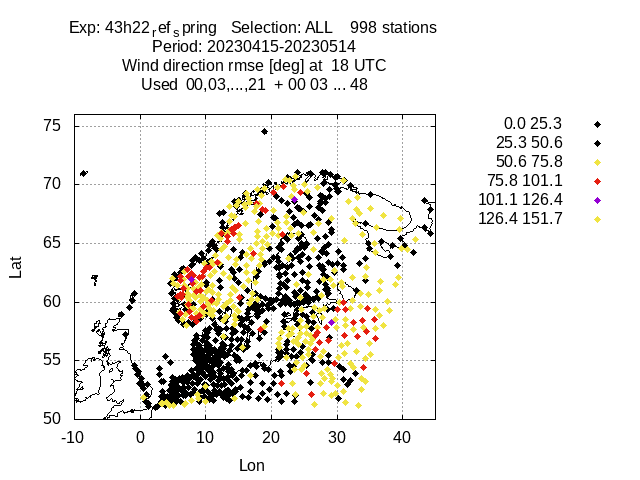 Exp: 43h22ref spring Selection: ALL 998 stations
Period: 20230415-20230514
Wind direction rmse [deg] at 18 UTC
Used 00,03,...,21 + 00 03 ... 48
0.0 25.3
25.3 50.6
50.6 75.8
75.8 101.1
101.1 126.4
126.4 151.7
75
70
65
60
55
50
Lat
-10 0 10 20 30 40
Lon